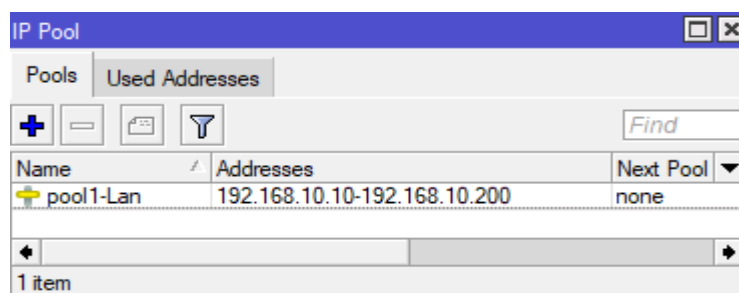 IP Pool
Pools Used Addresses
Find
Name Addresses Next Pool
pool1-Lan 192.168.10.10-192.168.10.200 none
1 item